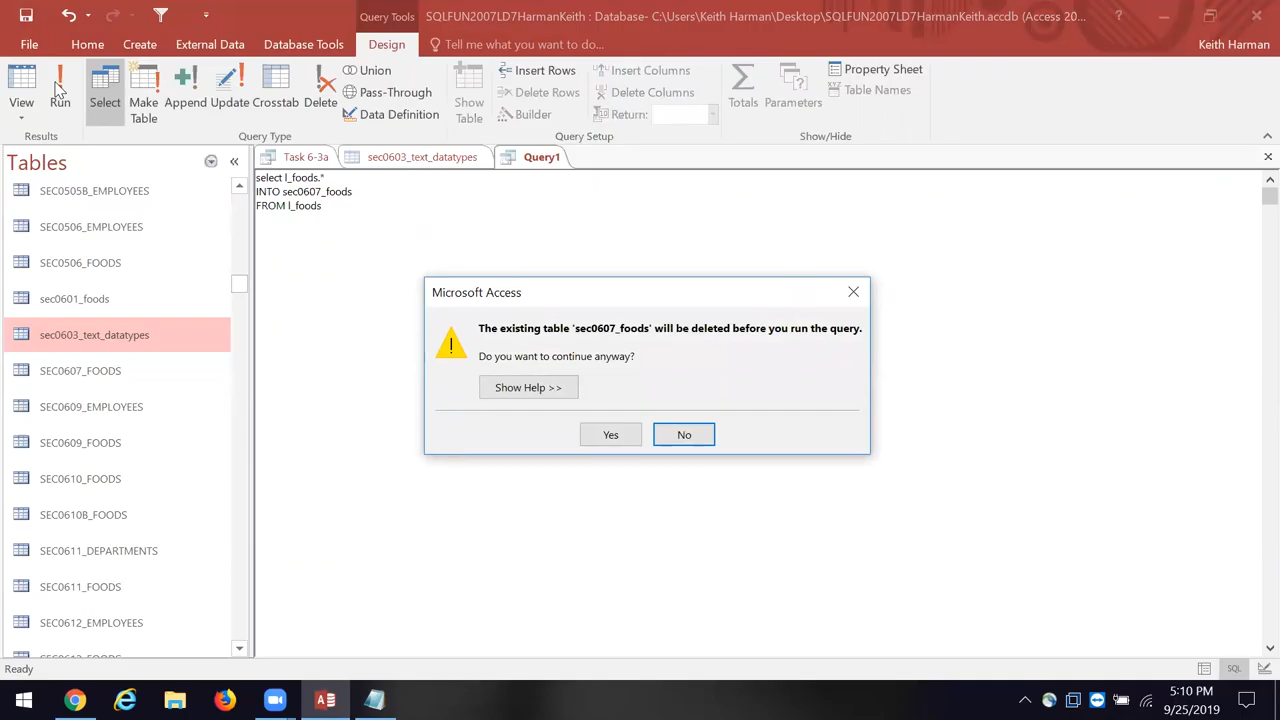 Query Tools
SQLFUN2007LD7HarmanKeith : Database- C:\Users\Keith Harman\Desktop\SQLFUN2007LD7HarmanKeith.accdb (Access 20...
?
File
Home
Create
External Data
Database Tools
Design
Tell me what you want to do...
Keith Harman
View
Run
Select
Make Table
Append
Update
Crosstab
Delete
Union
Pass-Through
Data Definition
Show Table
Insert Rows
Delete Rows
Builder
Insert Columns
Delete Columns
Return:
Totals
Parameters
Property Sheet
Table Names
Results
Query Type
Query Setup
Show/Hide
Tables
Task 6-3a
sec0603_text_datatypes
Query1
SEC0505B_EMPLOYEES
SEC0506_EMPLOYEES
SEC0506_FOODS
sec0601_foods
sec0603_text_datatypes
SEC0607_FOODS
SEC0609_EMPLOYEES
SEC0609_FOODS
SEC0610_FOODS
SEC0610B_FOODS
SEC0611_DEPARTMENTS
SEC0611_FOODS
SEC0612_EMPLOYEES
select l_foods.*
INTO sec0607_foods
FROM l_foods
Microsoft Access
The existing table 'sec0607_foods' will be deleted before you run the query.
Do you want to continue anyway?
Show Help >>
Yes
No
Ready
SQL
5:10 PM
9/25/2019